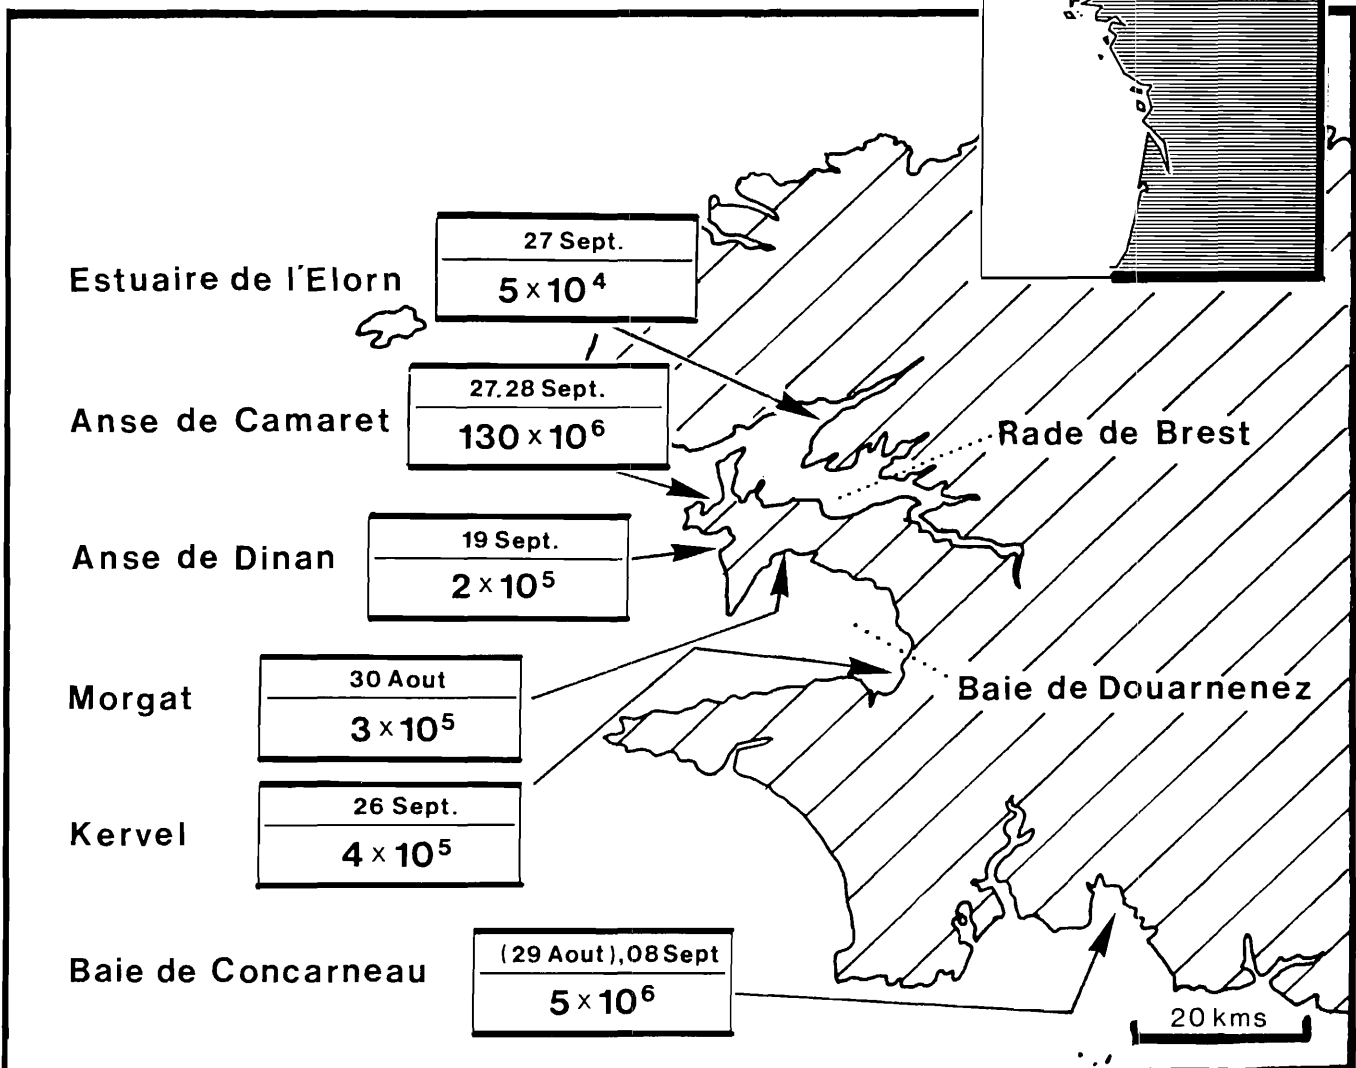 27 Sept.
Estuaire de l'Elorn
5 × 10⁴
27.28 Sept.
Anse de Camaret
130 × 10⁶
Rade de Brest
19 Sept.
Anse de Dinan
2 × 10⁵
30 Aout
Morgat
3 × 10⁵
Baie de Douarnenez
26 Sept.
Kervel
4 × 10⁵
(29 Aout),08 Sept
Baie de Concarneau
5 × 10⁶
20 kms